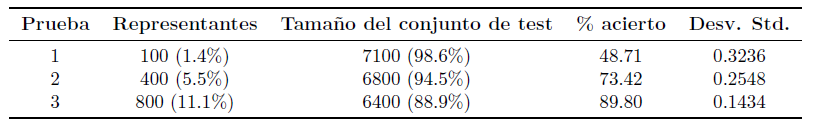 Prueba Representantes Tamaño del conjunto de test % acierto Desv. Std.
1 100 (1.4%) 7100 (98.6%) 48.71 0.3236
2 400 (5.5%) 6800 (94.5%) 73.42 0.2548
3 800 (11.1%) 6400 (88.9%) 89.80 0.1434